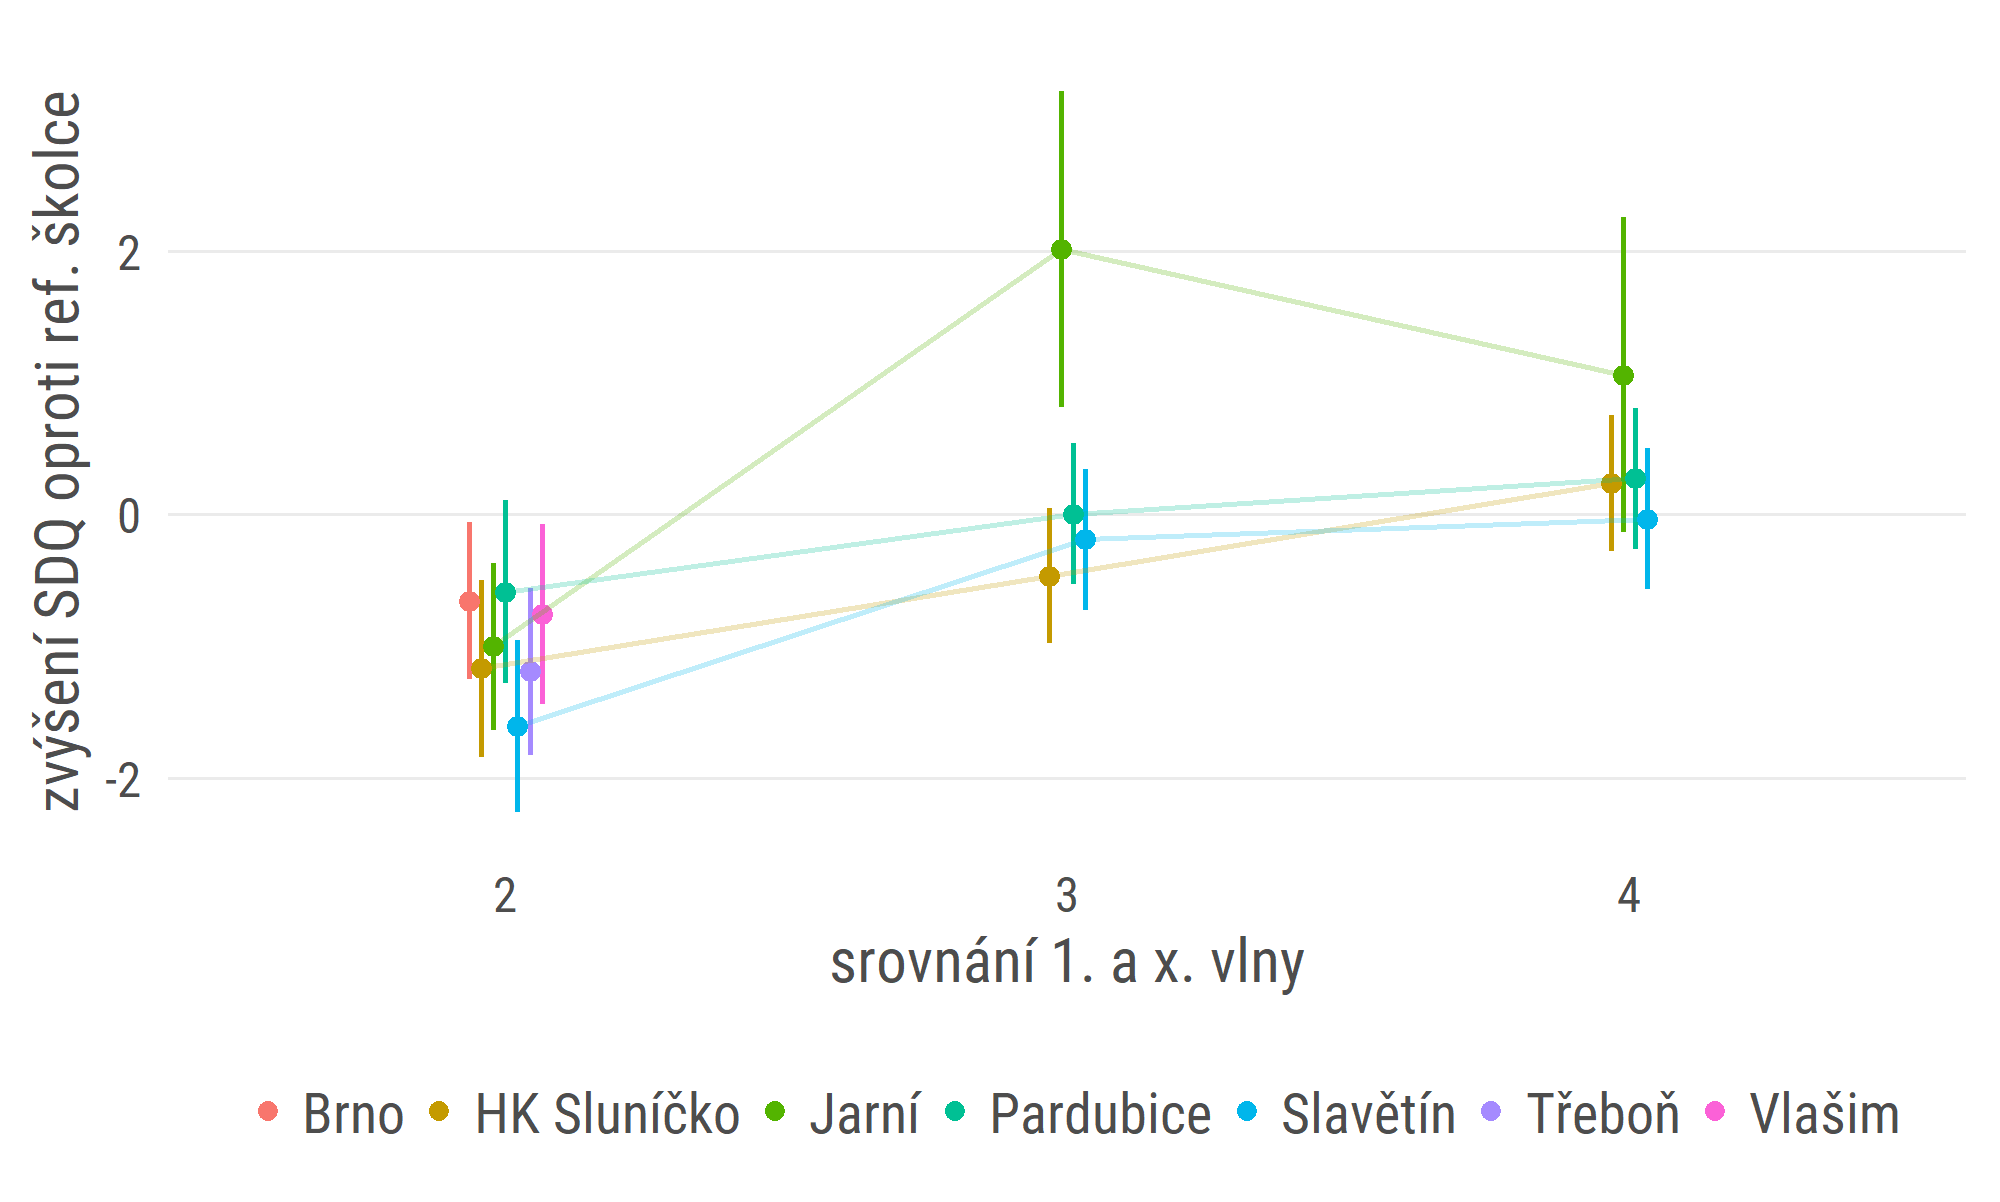 zvýšení SDQ oproti ref. školce
2
0
-2
2 3 4
srovnání 1. a x. vlny
Brno HK Sluníčko Jarní Pardubice Slavětín Třeboň Vlašim